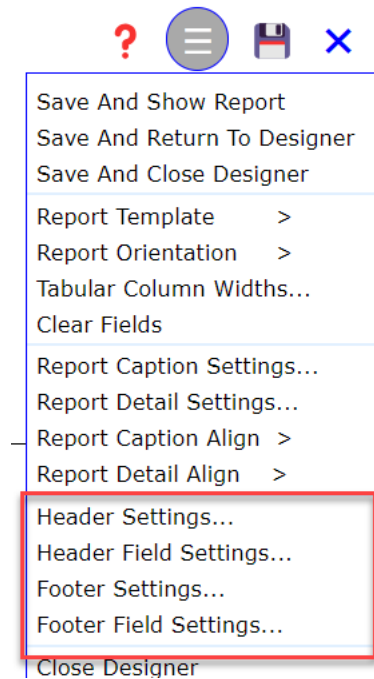 ?
Save And Show Report
Save And Return To Designer
Save And Close Designer
Report Template >
Report Orientation >
Tabular Column Widths...
Clear Fields
Report Caption Settings...
Report Detail Settings...
Report Caption Align >
Report Detail Align >
Header Settings...
Header Field Settings...
Footer Settings...
Footer Field Settings...
Close Designer